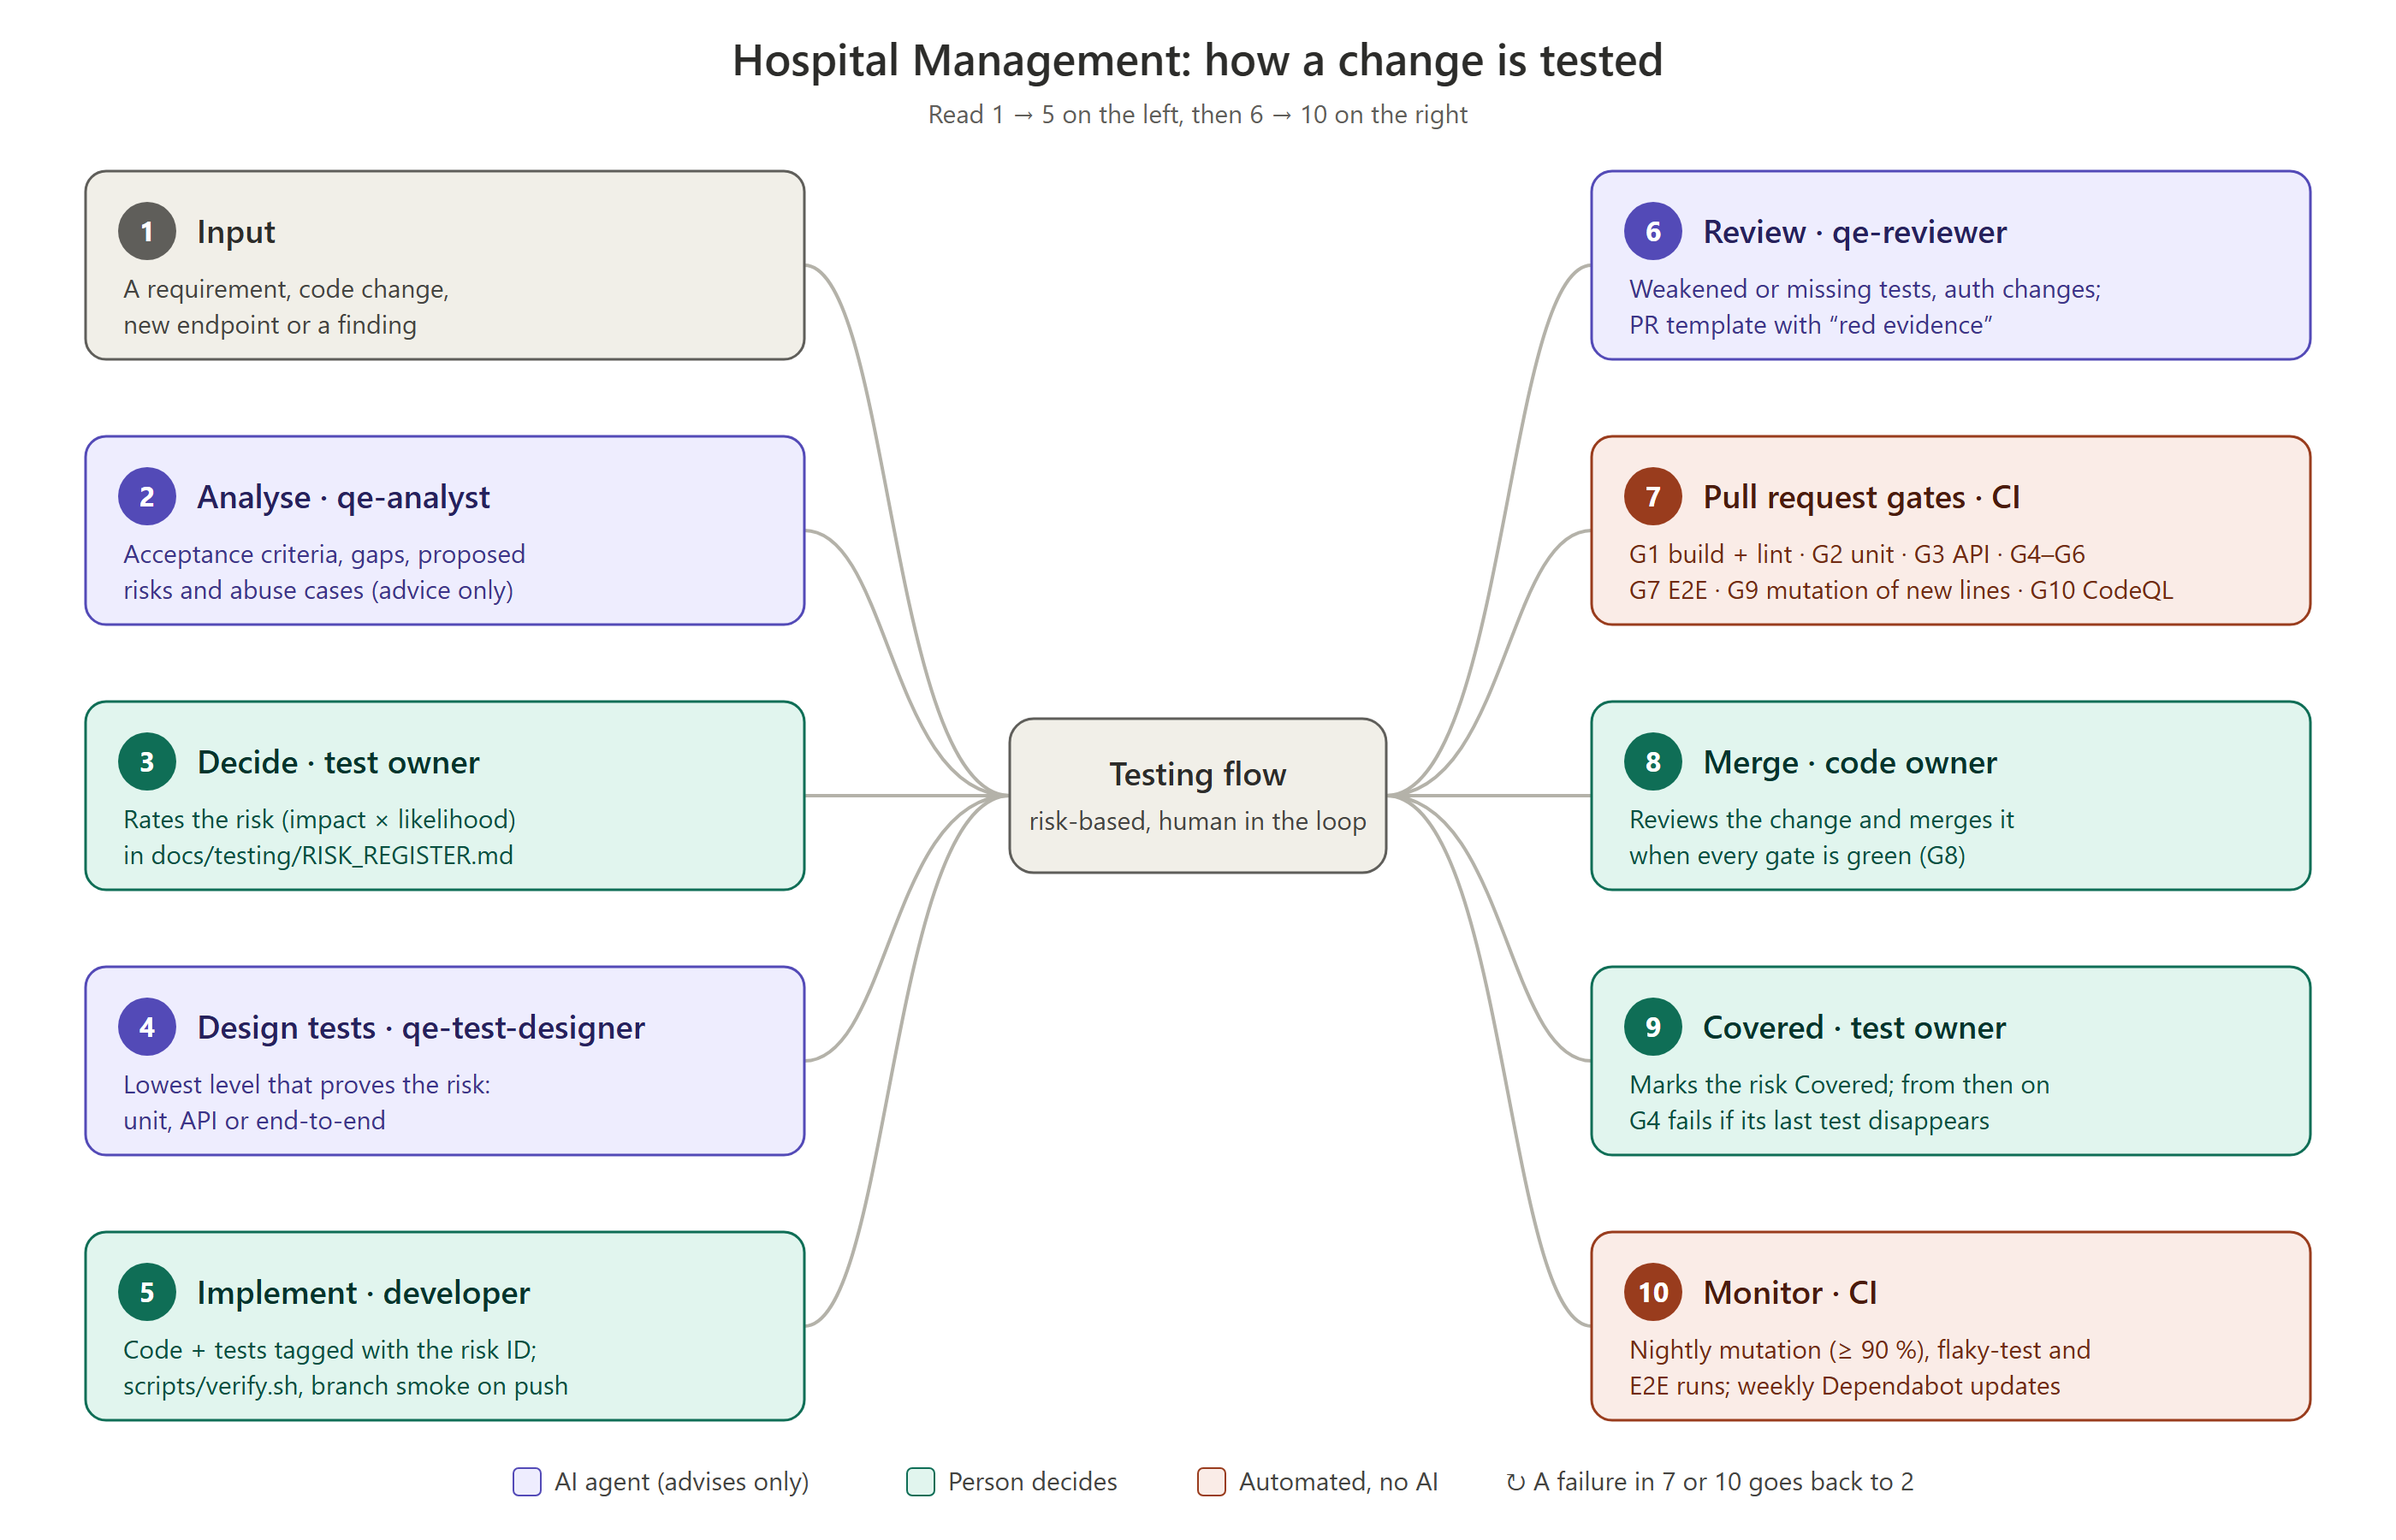 Hospital Management: how a change is tested
Read 1 → 5 on the left, then 6 → 10 on the right
1 Input
A requirement, code change,
new endpoint or a finding
2 Analyse · qe-analyst
Acceptance criteria, gaps, proposed
risks and abuse cases (advice only)
3 Decide · test owner
Rates the risk (impact × likelihood)
in docs/testing/RISK_REGISTER.md
4 Design tests · qe-test-designer
Lowest level that proves the risk:
unit, API or end-to-end
5 Implement · developer
Code + tests tagged with the risk ID;
scripts/verify.sh, branch smoke on push
Testing flow
risk-based, human in the loop
6 Review · qe-reviewer
Weakened or missing tests, auth changes;
PR template with “red evidence”
7 Pull request gates · CI
G1 build + lint · G2 unit · G3 API · G4–G6
G7 E2E · G9 mutation of new lines · G10 CodeQL
8 Merge · code owner
Reviews the change and merges it
when every gate is green (G8)
9 Covered · test owner
Marks the risk Covered; from then on
G4 fails if its last test disappears
10 Monitor · CI
Nightly mutation (≥ 90 %), flaky-test and
E2E runs; weekly Dependabot updates
AI agent (advises only)
Person decides
Automated, no AI
↻ A failure in 7 or 10 goes back to 2